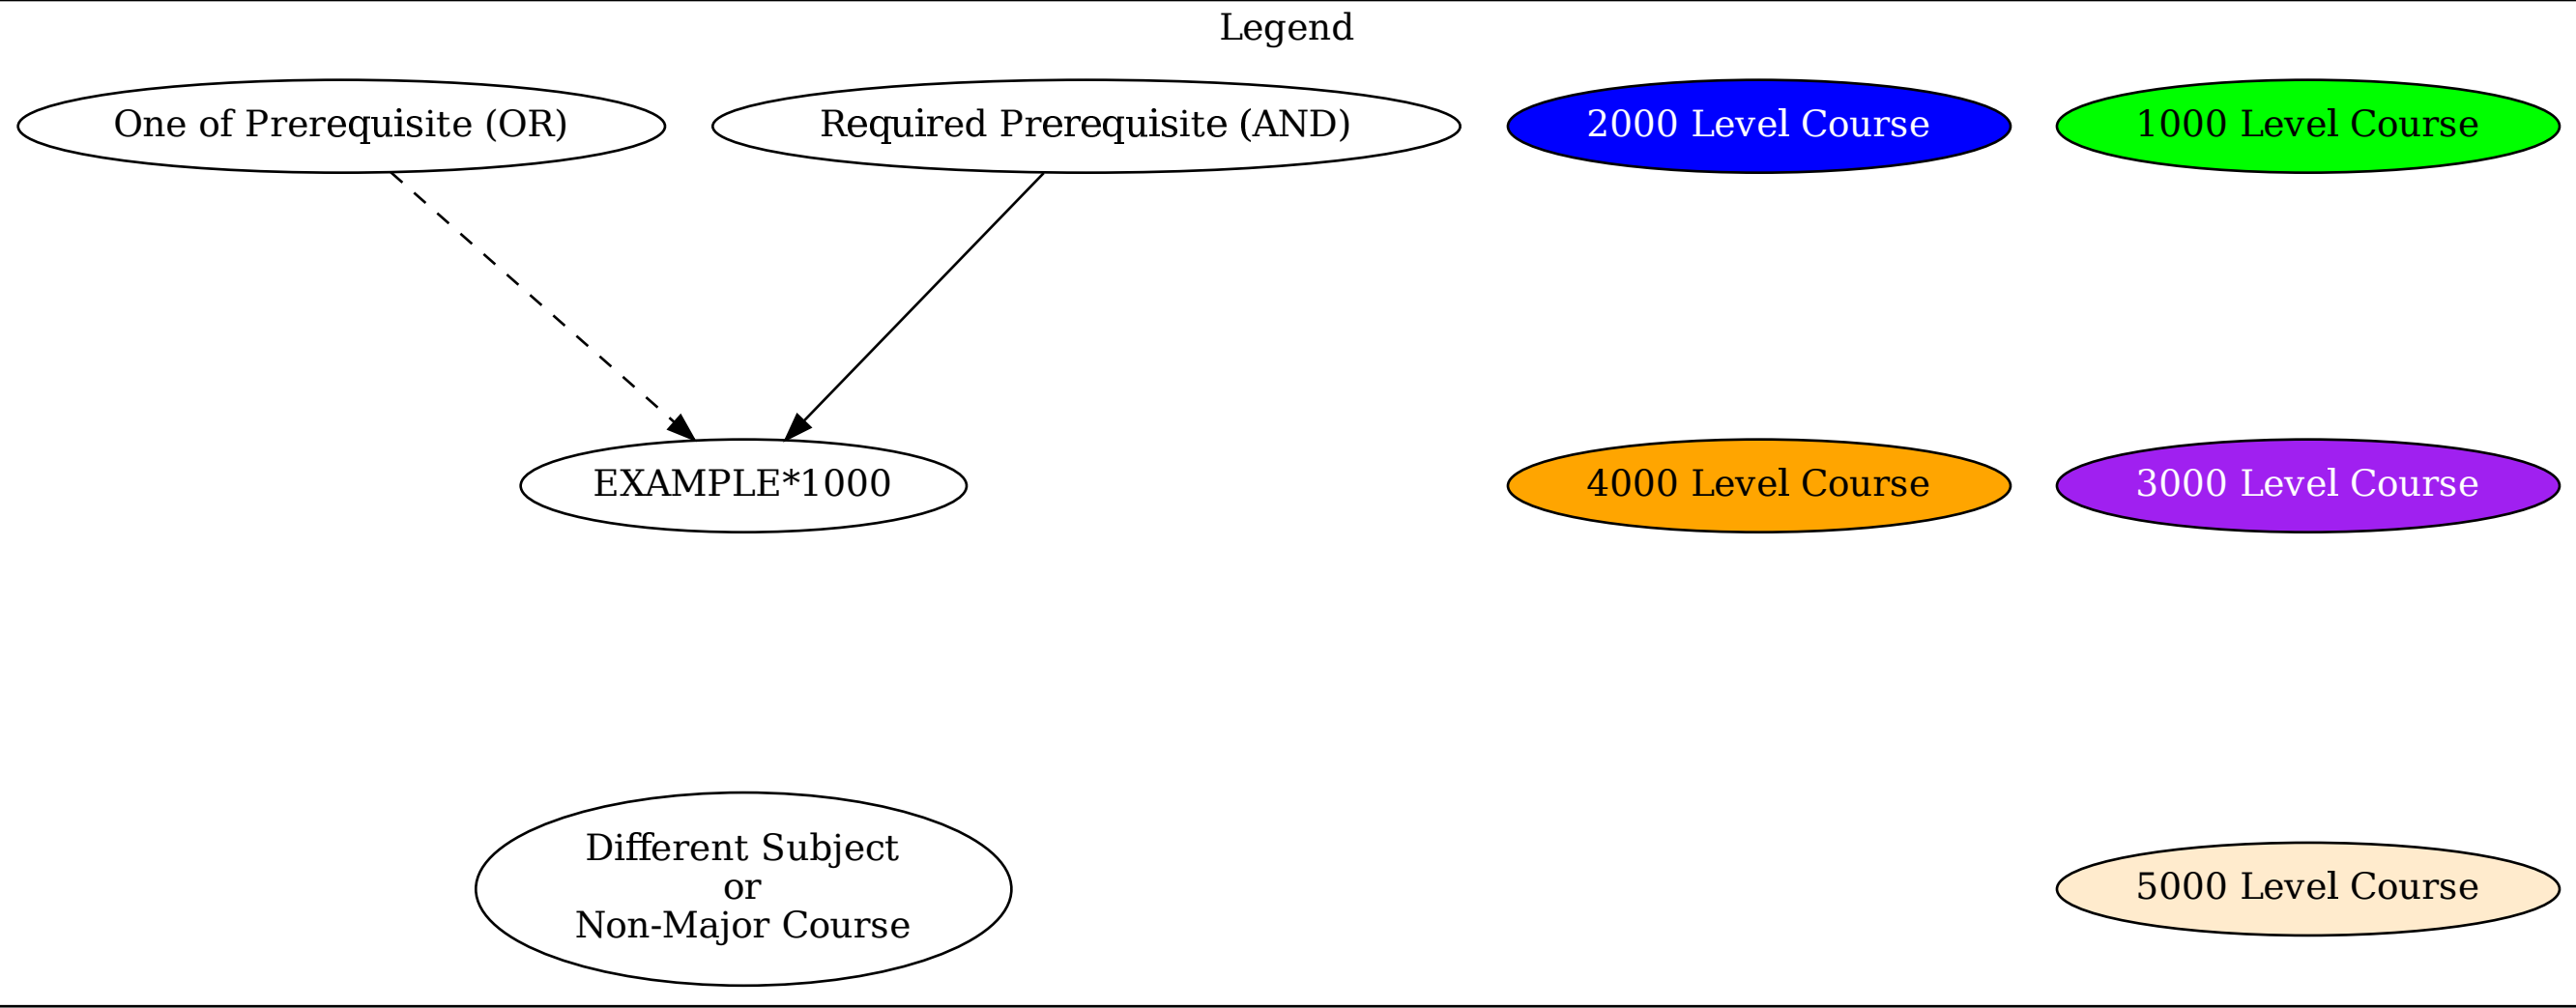 Legend
One of Prerequisite (OR)
Required Prerequisite (AND)
2000 Level Course
1000 Level Course
EXAMPLE*1000
4000 Level Course
3000 Level Course
Different Subject
or
Non-Major Course
5000 Level Course